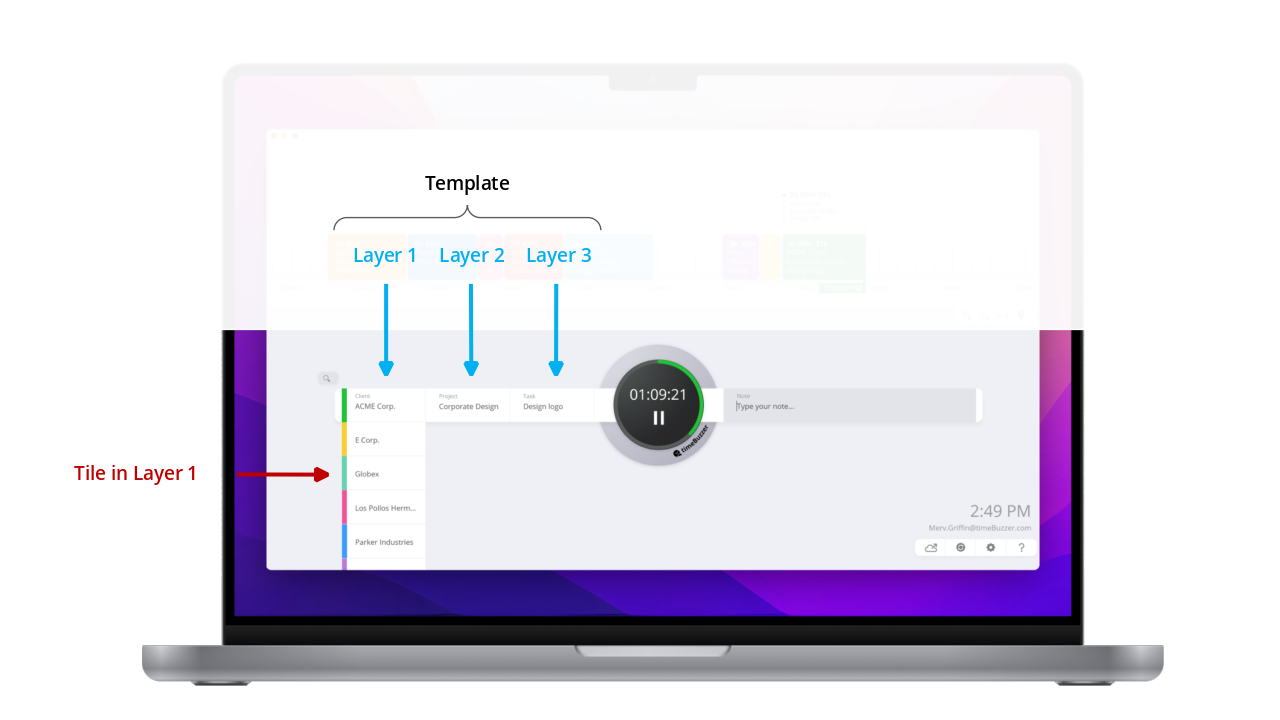 Template
Layer 1 Layer 2 Layer 3
Client Project Task Note
ACME Corp. Corporate Design Design logo 01:09:21 Type your note...
timeBuzzer
E Corp.
Tile in Layer 1
Globex
Los Pollos Herm...
2:49 PM
Merv.Griffin@timeBuzzer.com
Parker Industries
?